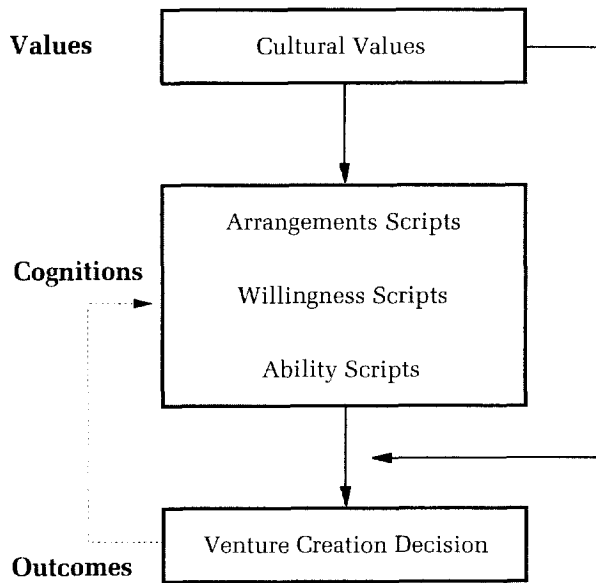 Values
Cultural Values
Arrangements Scripts
Cognitions
Willingness Scripts
Ability Scripts
Venture Creation Decision
Outcomes